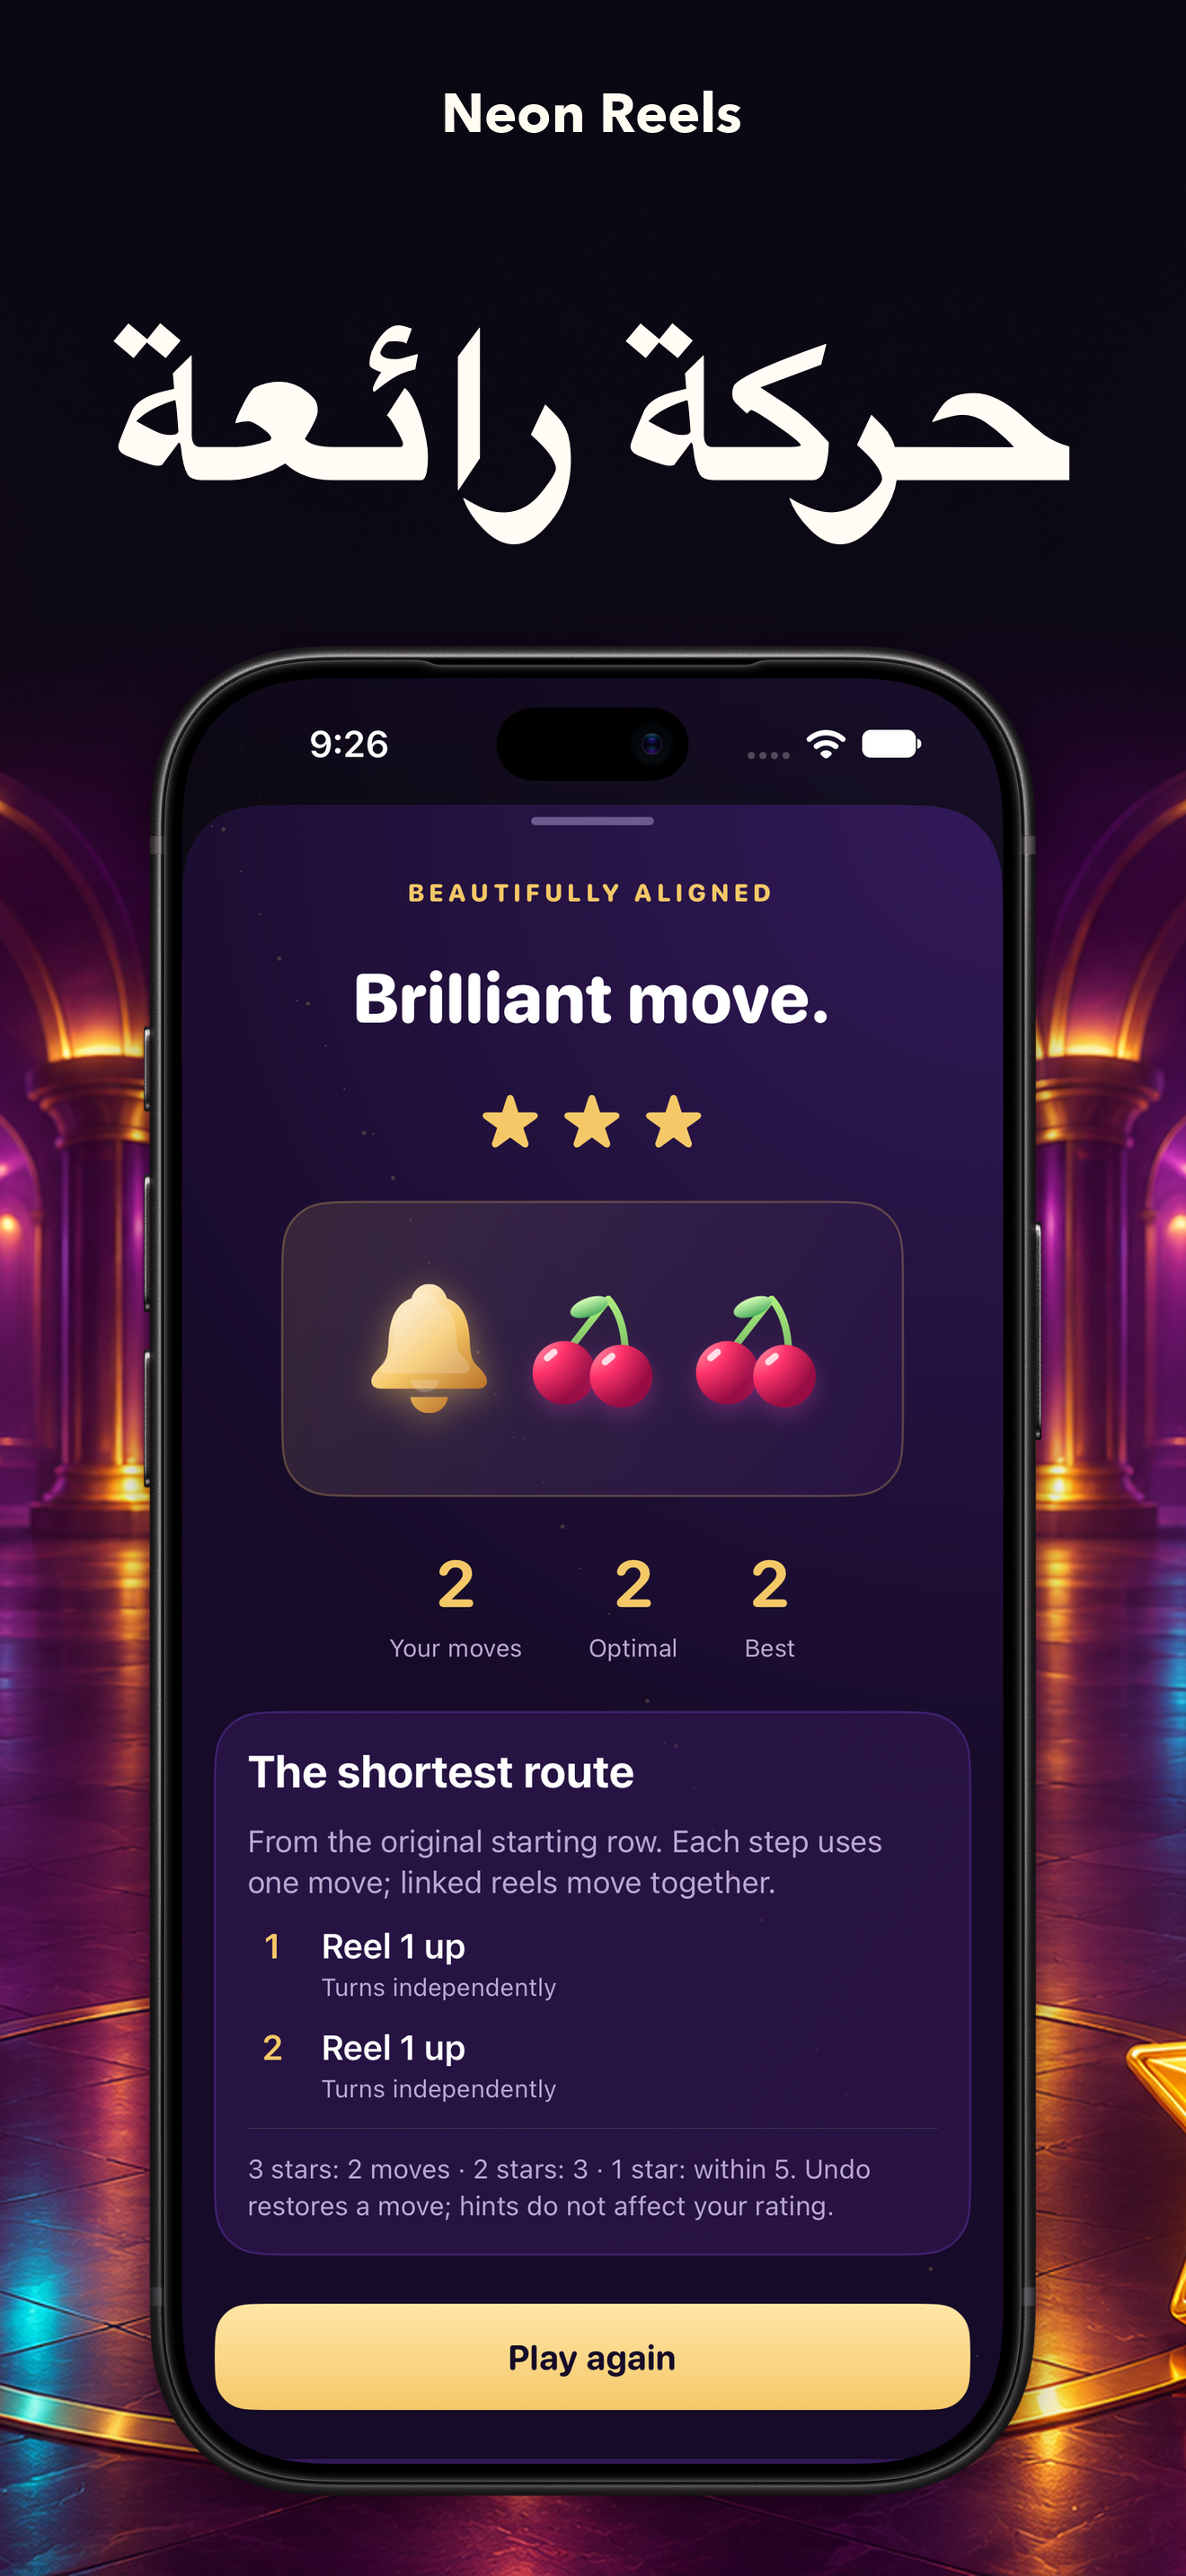 Neon Reels
حركة رائعة
9:26
BEAUTIFULLY ALIGNED
Brilliant move.
2 2 2
Your moves Optimal Best
The shortest route
From the original starting row. Each step uses
one move; linked reels move together.
1 Reel 1 up
Turns independently
2 Reel 1 up
Turns independently
3 stars: 2 moves · 2 stars: 3 · 1 star: within 5. Undo
restores a move; hints do not affect your rating.
Play again